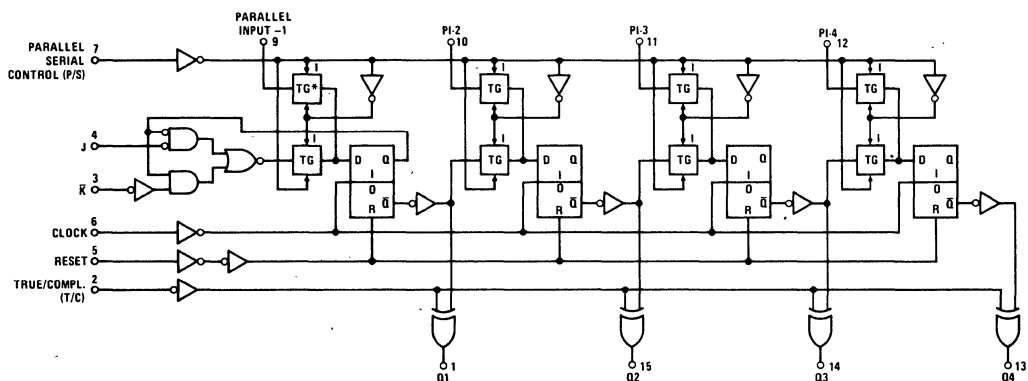 PARALLEL
INPUT -1
9
PI-2
10
PI-3
11
PI-4
12
PARALLEL
SERIAL
CONTROL (P/S)
7
I
I
I
I
TG*
TG
TG
TG
4
J
I
I
I
I
TG
TG
TG
TG
D Q
D Q
D Q
D Q
3
K̅
I
O
R
Q̅
I
O
R
Q̅
I
O
R
Q̅
I
O
R
Q̅
6
CLOCK
5
RESET
TRUE/COMPL.
(T/C)
2
1
Q1
15
Q2
14
Q3
13
Q4